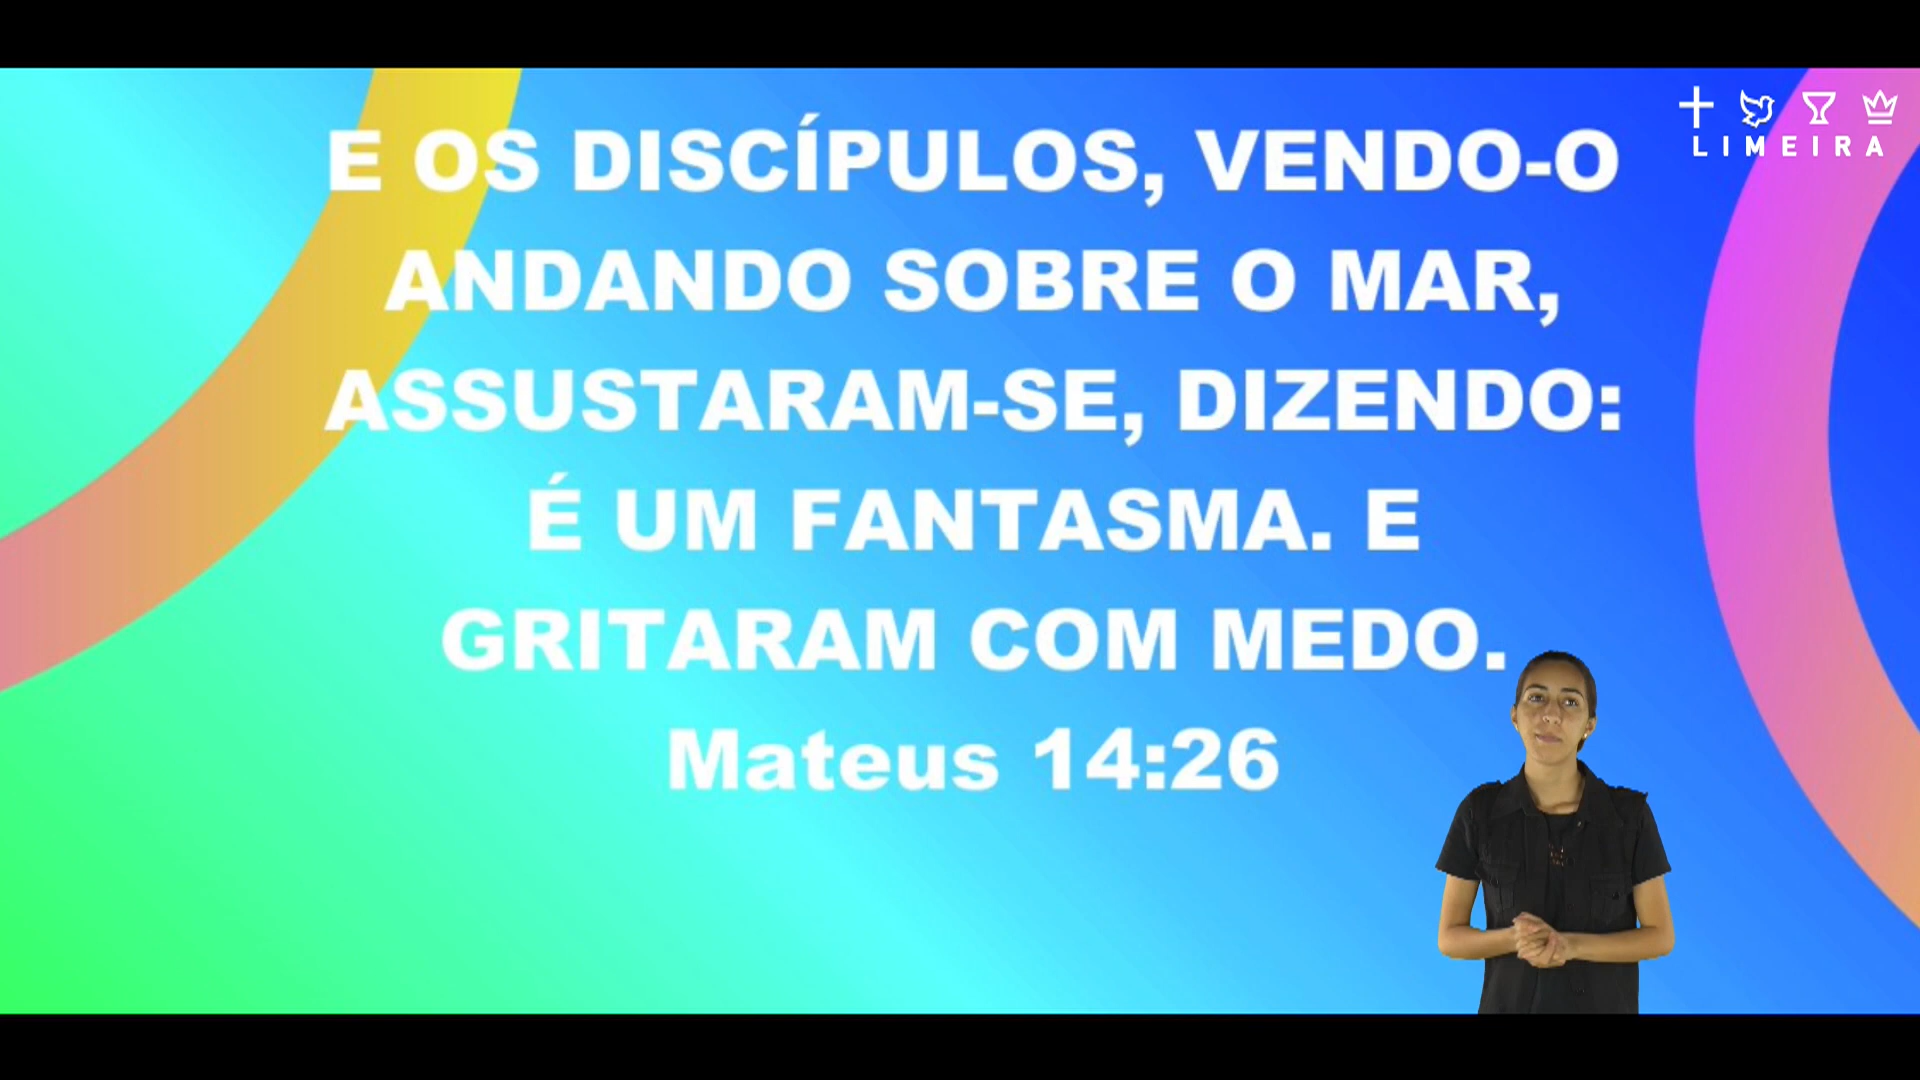 E OS DISCÍPULOS, VENDO-O
ANDANDO SOBRE O MAR,
ASSUSTARAM-SE, DIZENDO:
É UM FANTASMA. E
GRITARAM COM MEDO.
Mateus 14:26
LIMEIRA